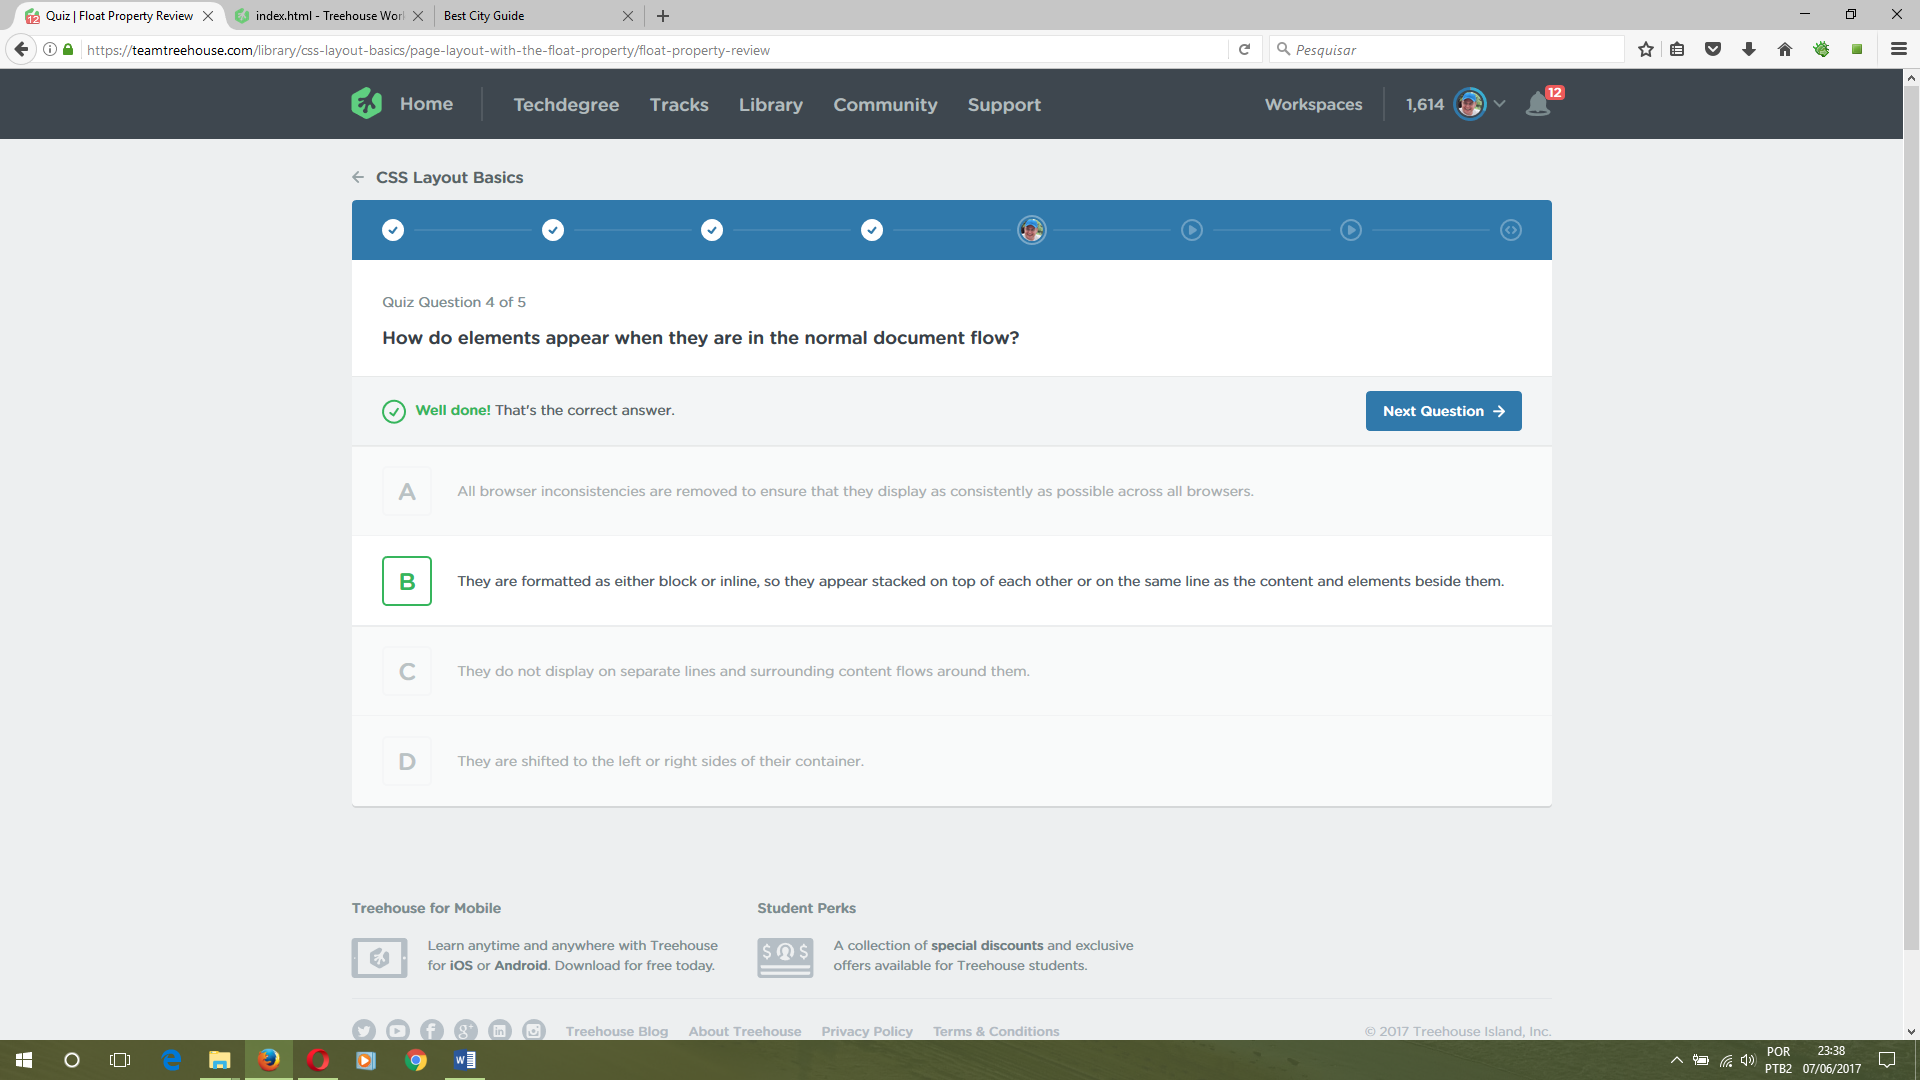 Quiz | Float Property Review
index.html - Treehouse Wor
Best City Guide
https://teamtreehouse.com/library/css-layout-basics/page-layout-with-the-float-property/float-property-review
Pesquisar
Home
Techdegree
Tracks
Library
Community
Support
Workspaces
1,614
12
CSS Layout Basics
Quiz Question 4 of 5
How do elements appear when they are in the normal document flow?
Well done! That's the correct answer.
Next Question
A
All browser inconsistencies are removed to ensure that they display as consistently as possible across all browsers.
B
They are formatted as either block or inline, so they appear stacked on top of each other or on the same line as the content and elements beside them.
C
They do not display on separate lines and surrounding content flows around them.
D
They are shifted to the left or right sides of their container.
Treehouse for Mobile
Learn anytime and anywhere with Treehouse
for iOS or Android. Download for free today.
Student Perks
A collection of special discounts and exclusive
offers available for Treehouse students.
Treehouse Blog
About Treehouse
Privacy Policy
Terms & Conditions
© 2017 Treehouse Island, Inc.
POR
PTB2
23:38
07/06/2017